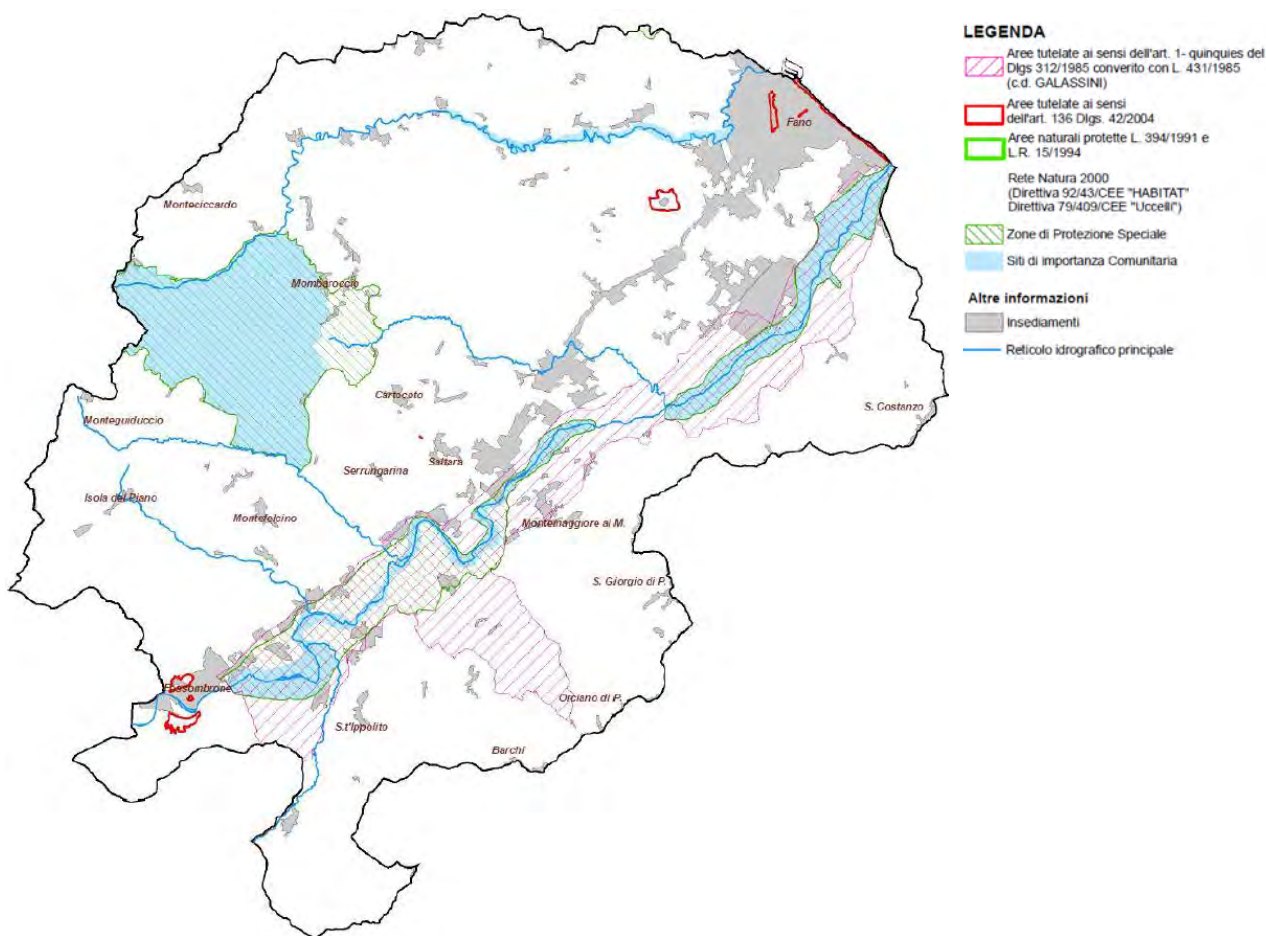 LEGENDA
Aree tutelate ai sensi dell'art. 1- quinquies del
Dlgs 312/1985 converito con L. 431/1985
(c.d. GALASSINI)
Aree tutelate ai sensi
dell'art. 136 Dlgs. 42/2004
Aree naturali protette L. 394/1991 e
L.R. 15/1994
Rete Natura 2000
(Direttiva 92/43/CEE "HABITAT"
Direttiva 79/409/CEE "Uccelli")
Zone di Protezione Speciale
Siti di importanza Comunitaria
Altre informazioni
Insediamenti
Reticolo idrografico principale
Fano
Monteciccardo
Mombaroccio
Cartoceto
Monteguiduccio
S. Costanzo
Saltara
Serrungarina
Isola del Piano
Montefelcino
Montemaggiore al M.
S. Giorgio di P.
Fossombrone
Orciano di P.
S.t'Ippolito
Barchi